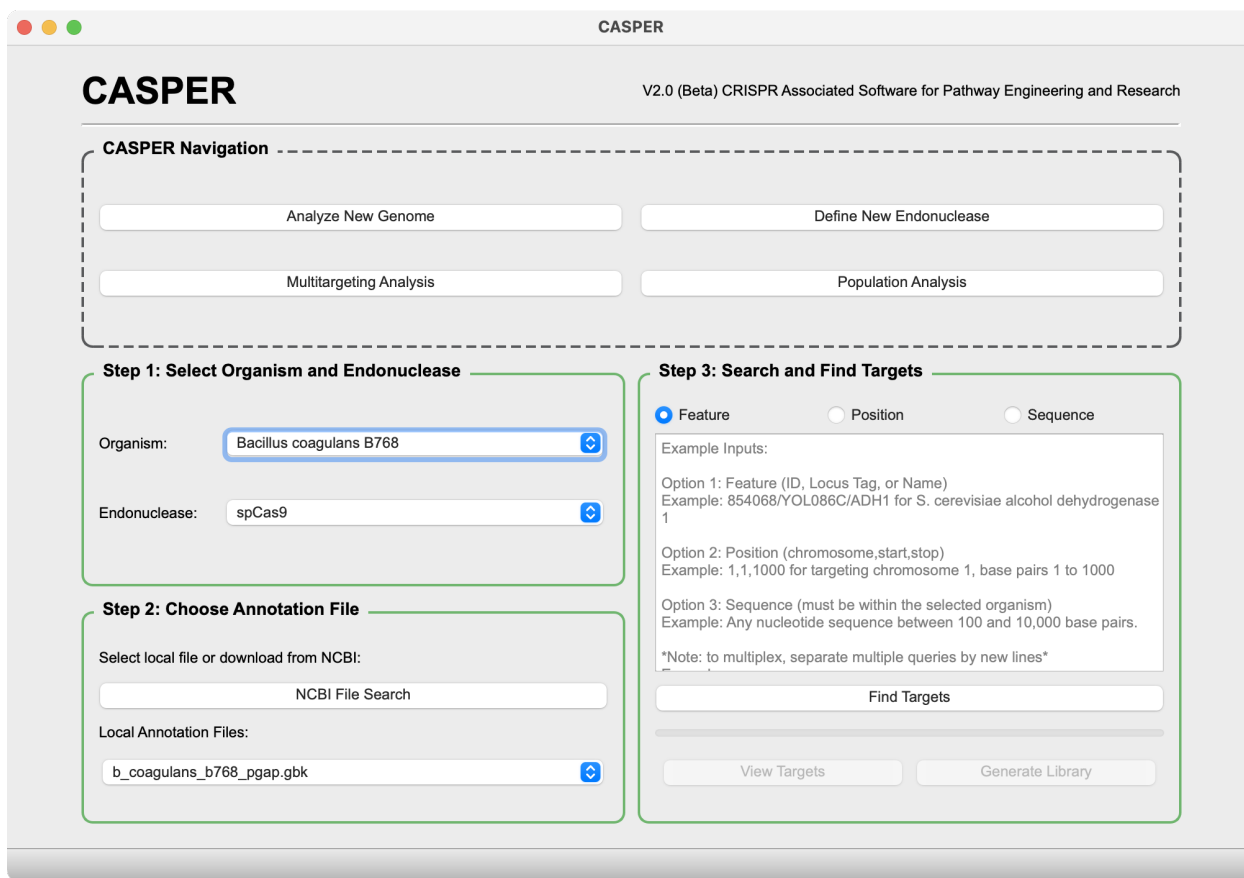 CASPER
CASPER
V2.0 (Beta) CRISPR Associated Software for Pathway Engineering and Research
CASPER Navigation
Analyze New Genome
Define New Endonuclease
Multitargeting Analysis
Population Analysis
Step 1: Select Organism and Endonuclease
Organism:
Bacillus coagulans B768
Endonuclease:
spCas9
Step 2: Choose Annotation File
Select local file or download from NCBI:
NCBI File Search
Local Annotation Files:
b_coagulans_b768_pgap.gbk
Step 3: Search and Find Targets
Feature
Position
Sequence
Example Inputs:
Option 1: Feature (ID, Locus Tag, or Name)
Example: 854068/YOL086C/ADH1 for S. cerevisiae alcohol dehydrogenase
1
Option 2: Position (chromosome,start,stop)
Example: 1,1,1000 for targeting chromosome 1, base pairs 1 to 1000
Option 3: Sequence (must be within the selected organism)
Example: Any nucleotide sequence between 100 and 10,000 base pairs.
*Note: to multiplex, separate multiple queries by new lines*
Find Targets
View Targets
Generate Library